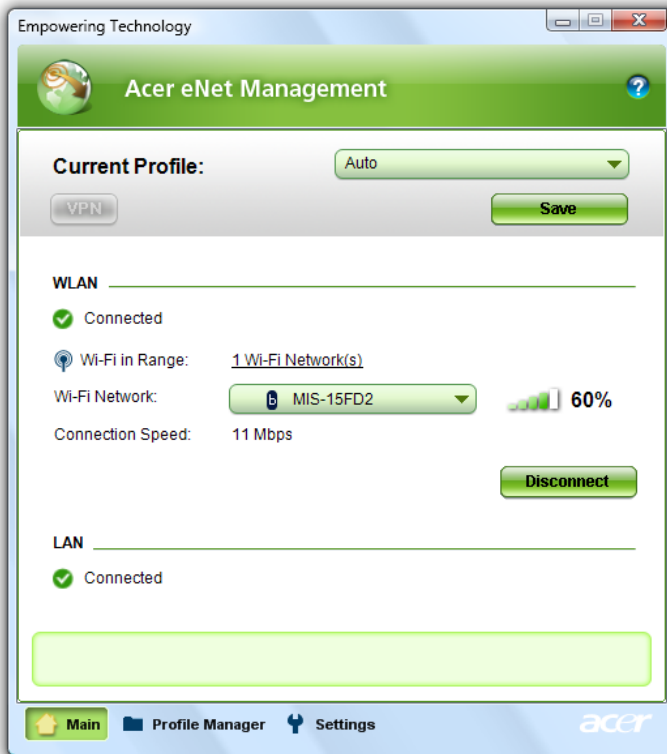 Empowering Technology
Acer eNet Management
?
Current Profile: Auto
VPN Save
WLAN
Connected
Wi-Fi in Range: 1 Wi-Fi Network(s)
Wi-Fi Network: b MIS-15FD2 60%
Connection Speed: 11 Mbps
Disconnect
LAN
Connected
Main Profile Manager Settings acer